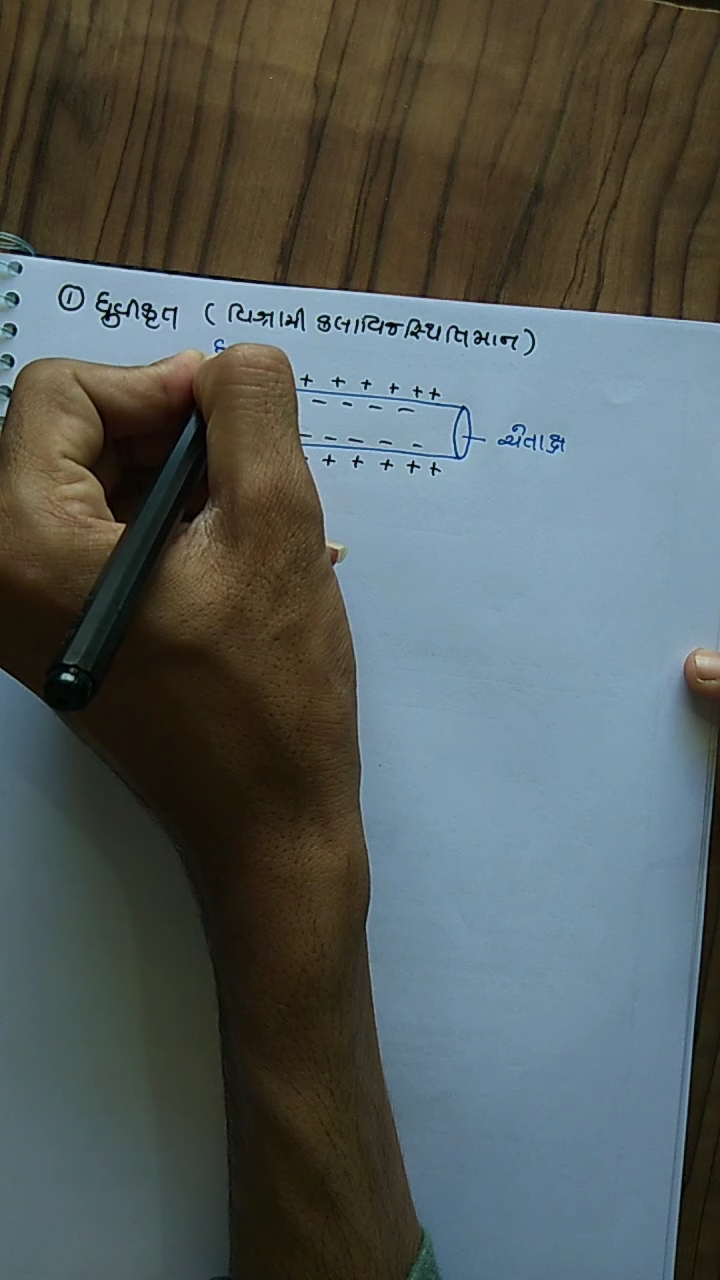 ① ધ્રુવીકૃત (વિશ્રામી કલાવિજસ્થિતિમાન)
+ + + + + +
- - - -
ચેતાક્ષ
- - - - -
+ + + + +